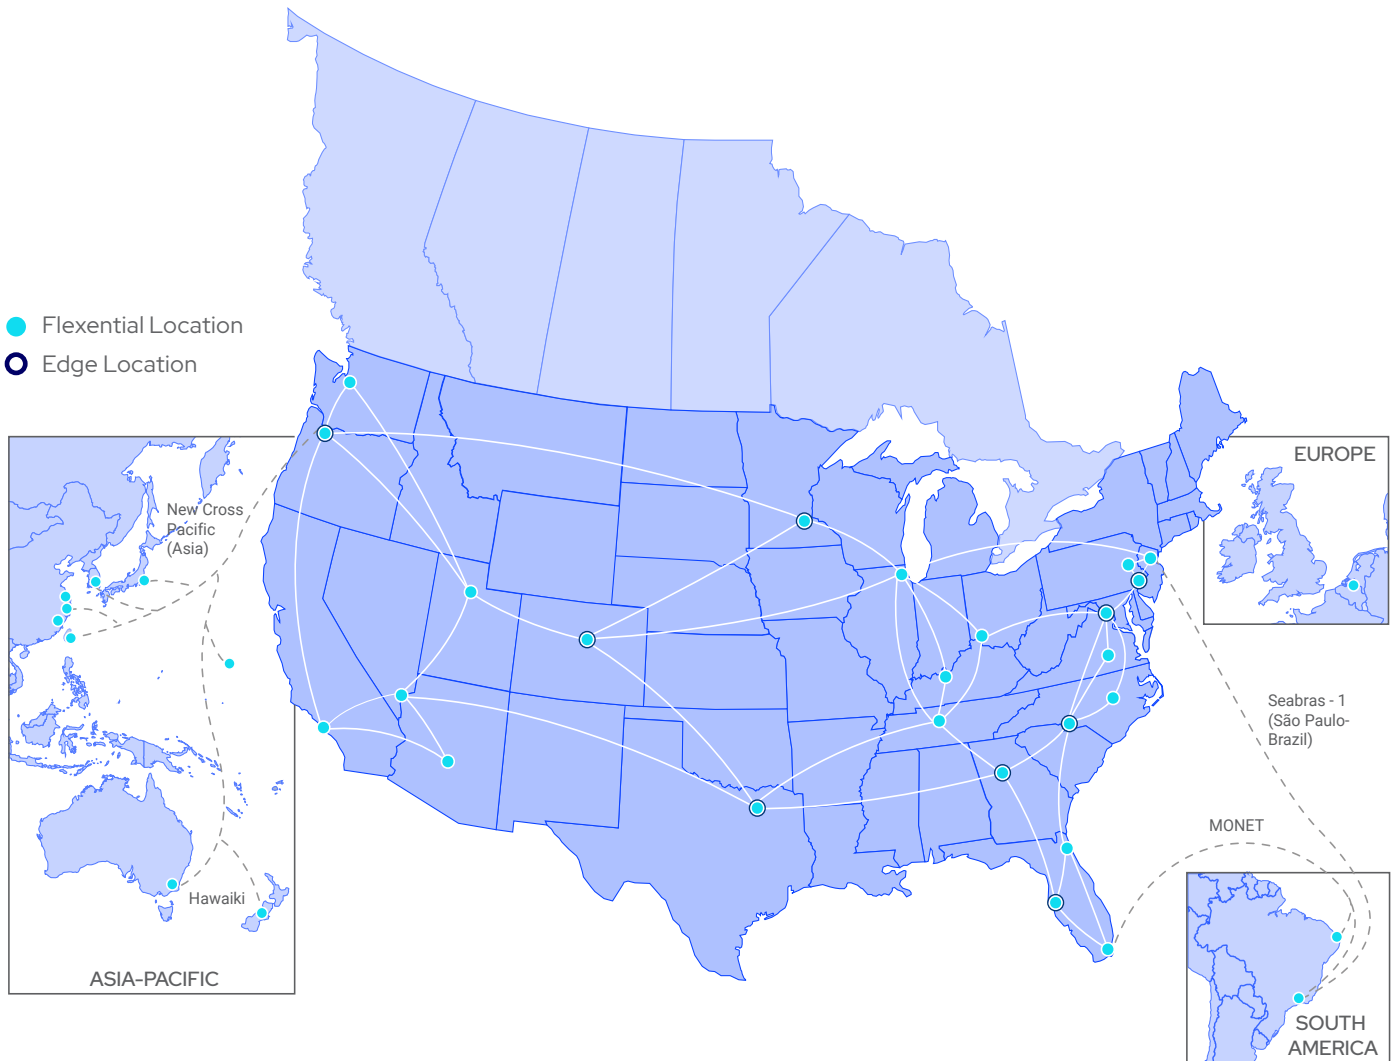 Flexential Location
Edge Location
EUROPE
New Cross
Pacific
(Asia)
Seabras - 1
(São Paulo-
Brazil)
MONET
Hawaiki
ASIA-PACIFIC
SOUTH
AMERICA